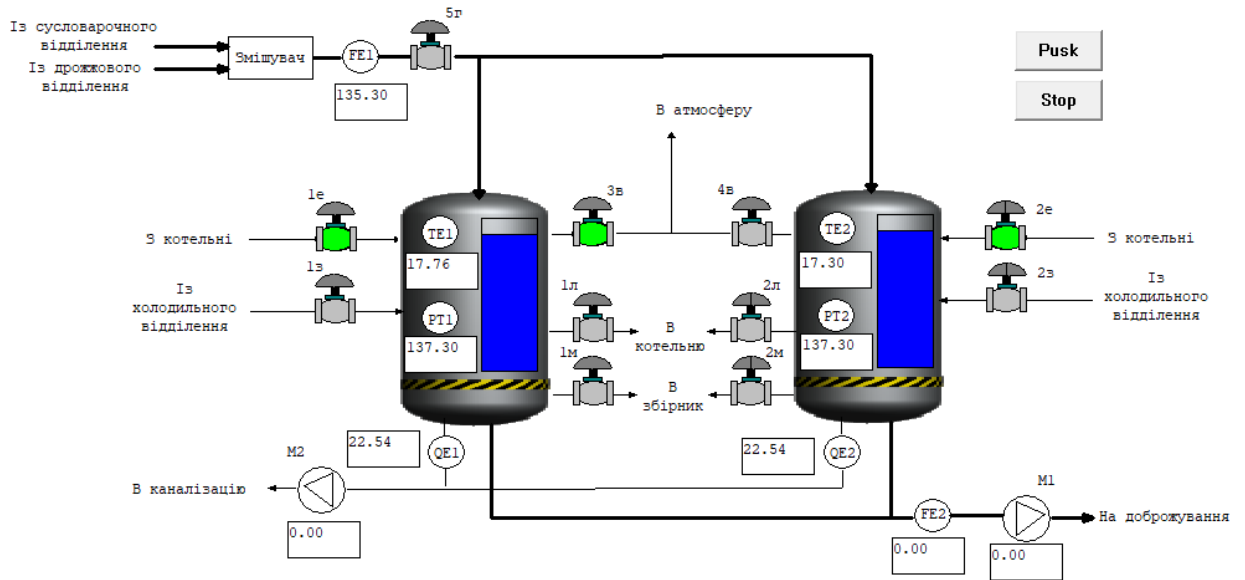 Із сусловарочного
відділення
Із дрожжового
відділення
Змішувач
FE1
5г
135.30
Pusk
Stop
В атмосферу
1е
3в
4в
2е
З котельні
TE1
17.76
TE2
17.30
З котельні
1з
2з
Із
холодильного
відділення
PT1
137.30
1л
2л
В
котельню
PT2
137.30
Із
холодильного
відділення
1м
2м
В
збірник
22.54
QE1
22.54
QE2
М2
В каналізацію
0.00
М1
FE2
На доброжування
0.00
0.00